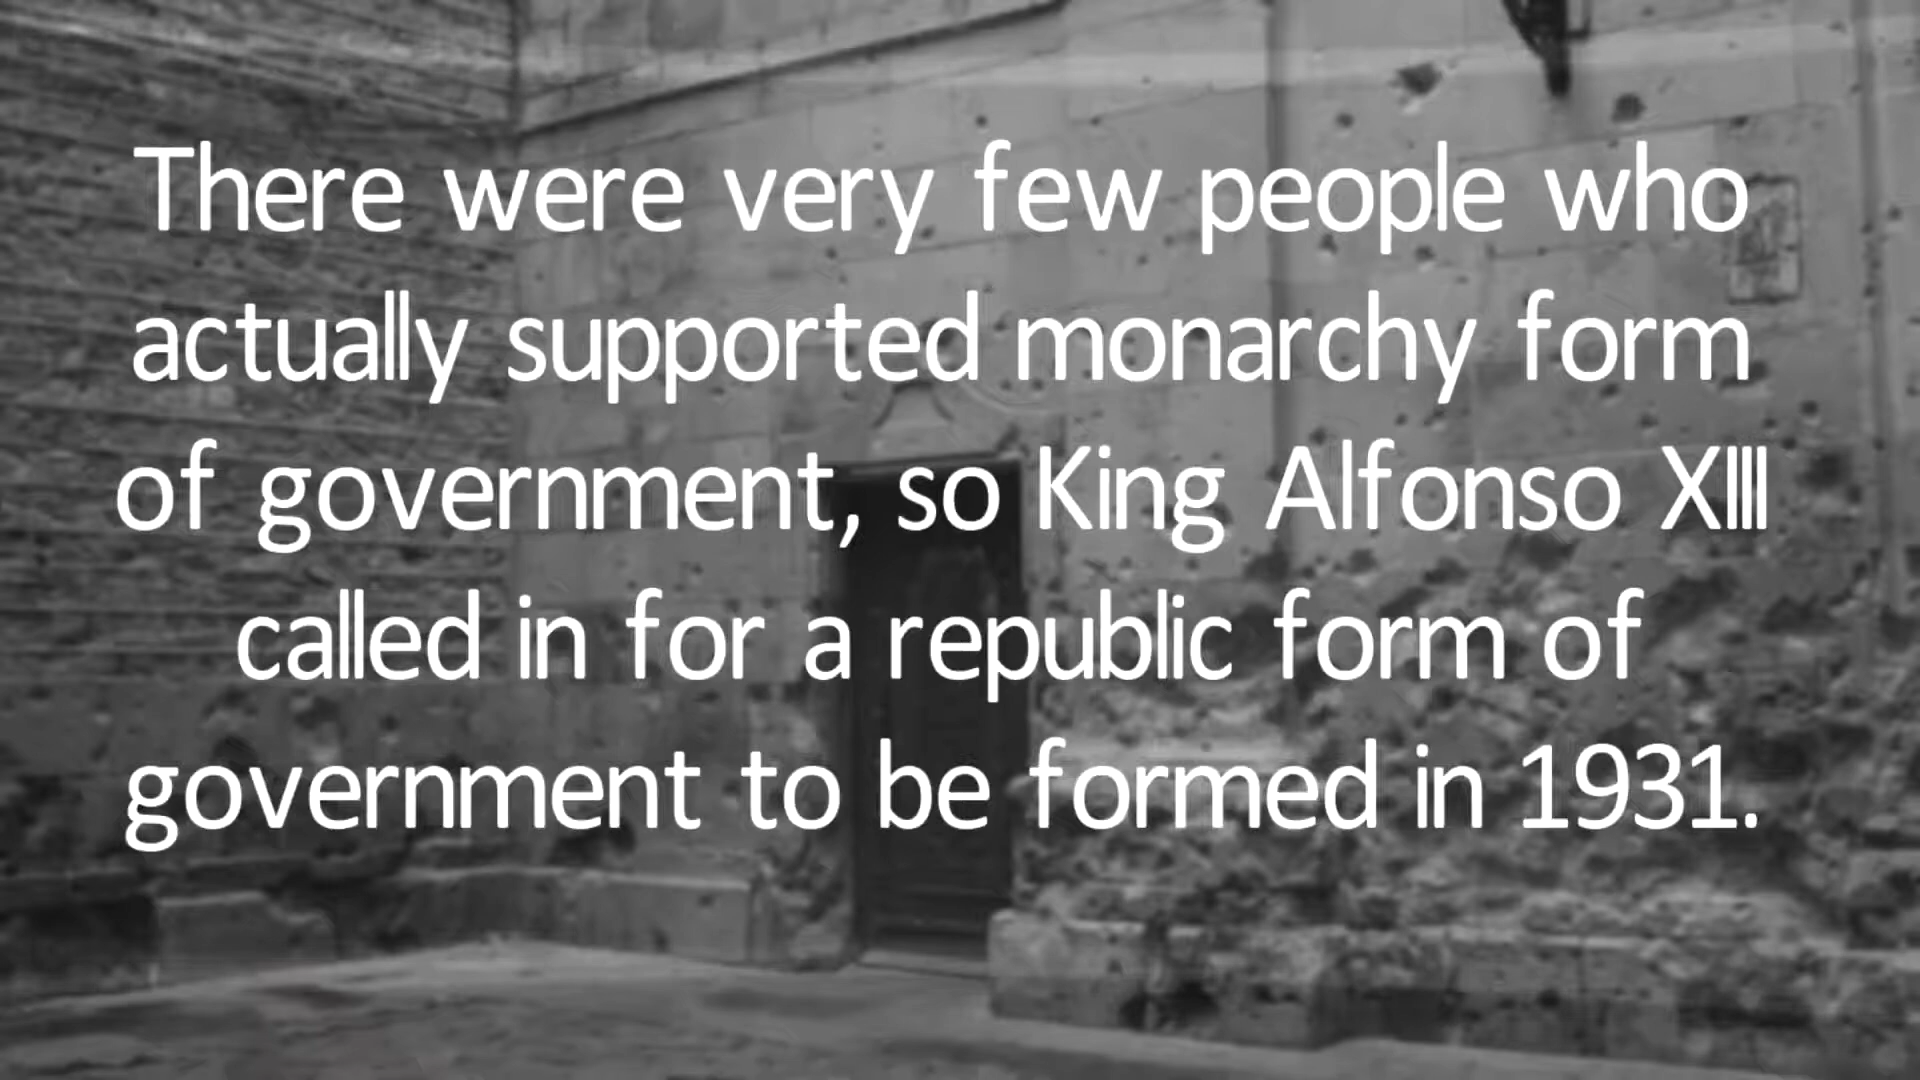 There were very few people who
actually supported monarchy form
of government, so King Alfonso XIII
called in for a republic form of
government to be formed in 1931.